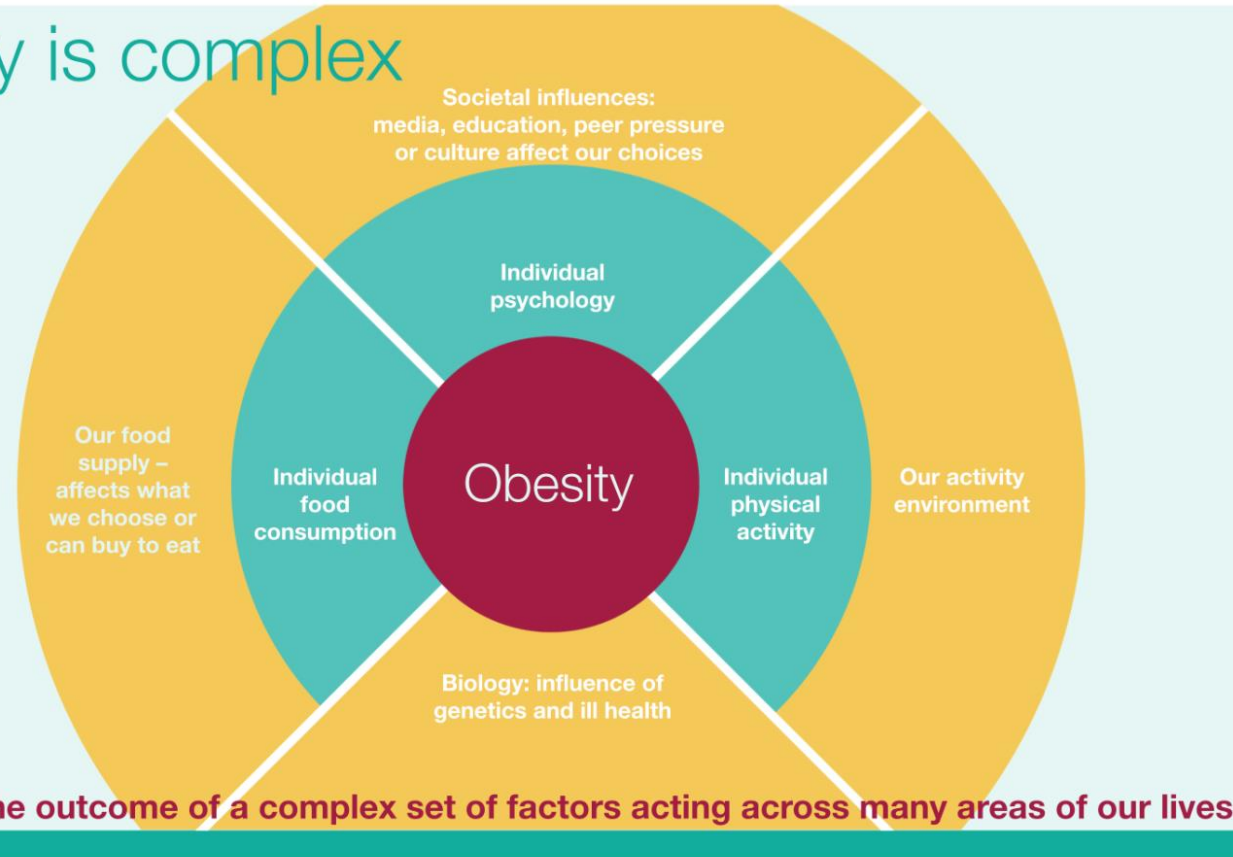 y is complex
Societal influences:
media, education, peer pressure
or culture affect our choices
Individual
psychology
Our food
supply –
affects what
we choose or
can buy to eat
Individual
food
consumption
Obesity
Individual
physical
activity
Our activity
environment
Biology: influence of
genetics and ill health
he outcome of a complex set of factors acting across many areas of our lives